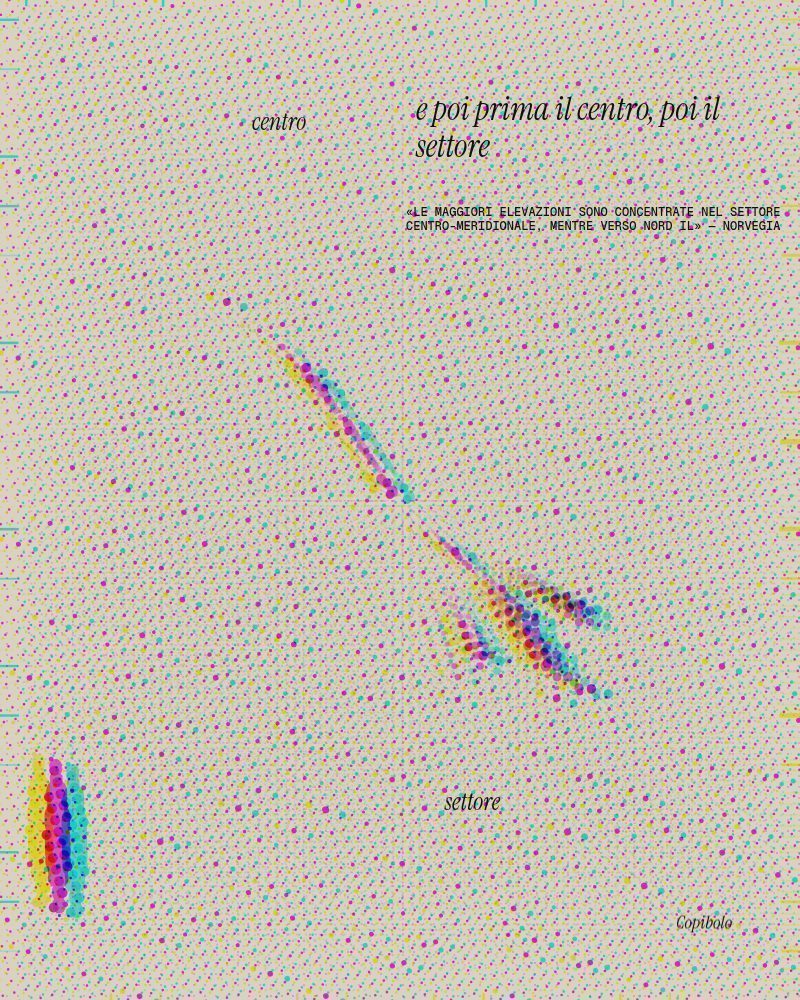 centro
e poi prima il centro, poi il
settore
«LE MAGGIORI ELEVAZIONI SONO CONCENTRATE NEL SETTORE
CENTRO-MERIDIONALE, MENTRE VERSO NORD IL» — NORVEGIA
settore
Copibolo